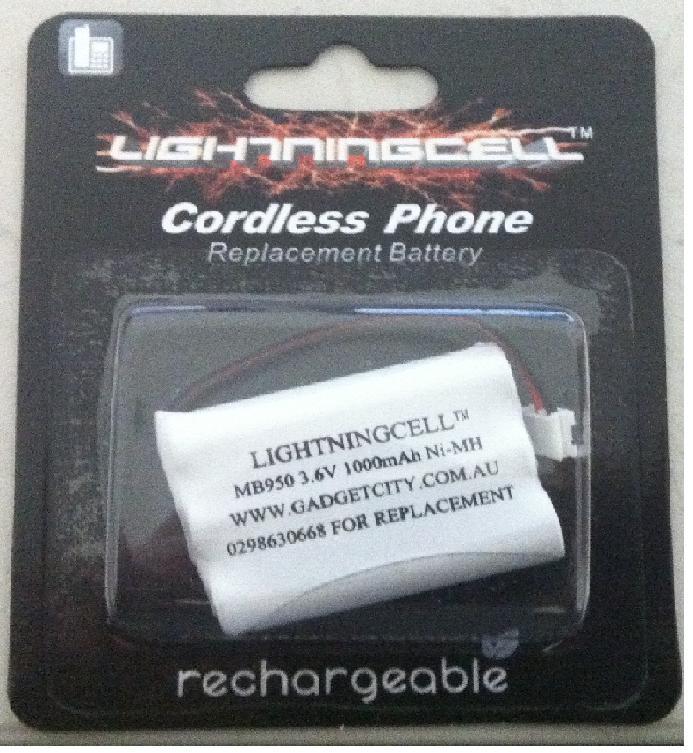 LIGHTNINGCELL™
Cordless Phone
Replacement Battery
LIGHTNINGCELL™
MB950 3.6V 1000mAh Ni-MH
WWW.GADGETCITY.COM.AU
0298630668 FOR REPLACEMENT
rechargeable